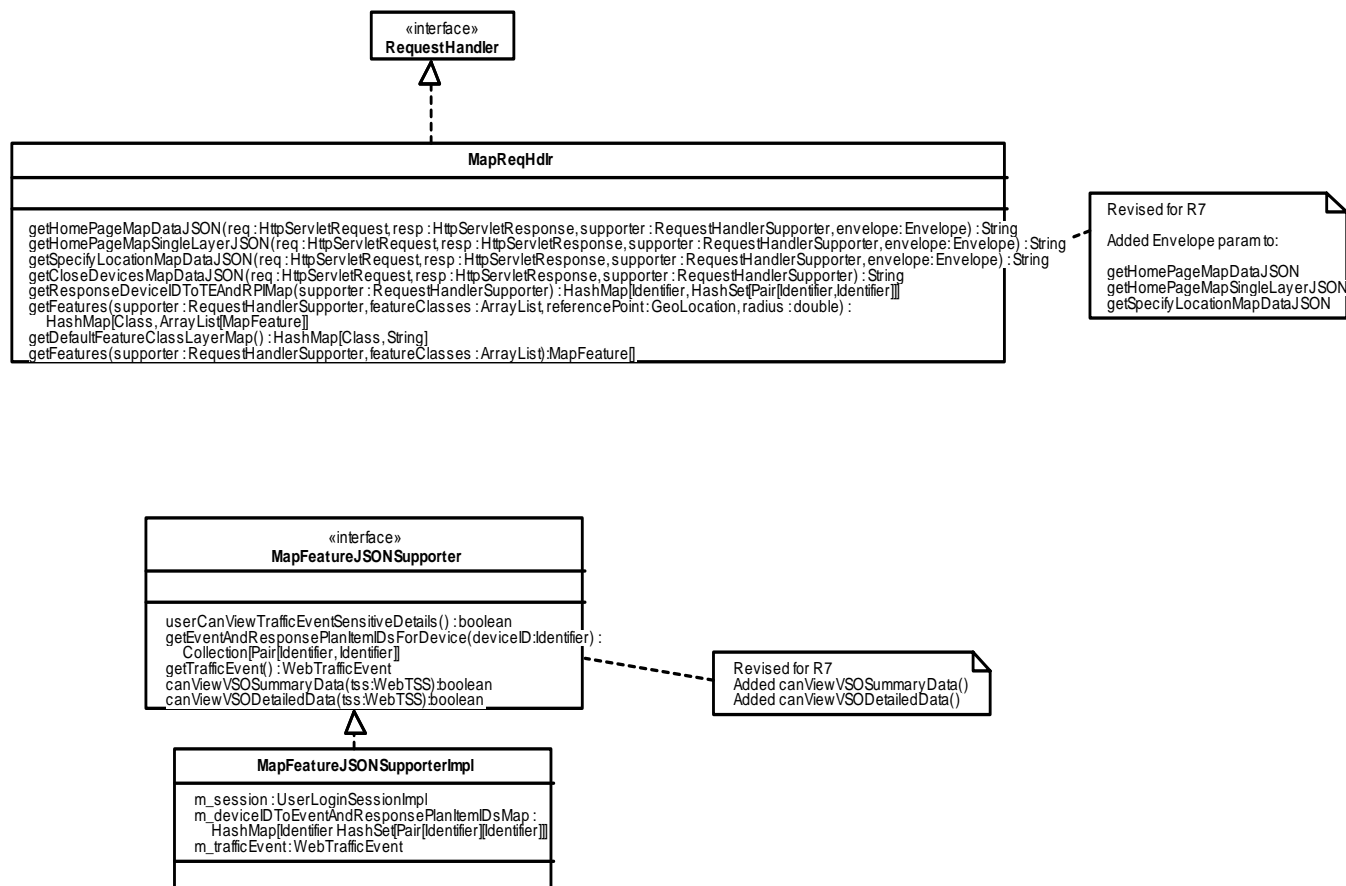 «interface»
RequestHandler
MapReqHdlr
getHomePageMapDataJSON(req : HttpServletRequest, resp : HttpServletResponse, supporter : RequestHandlerSupporter, envelope: Envelope) : String
getHomePageMapSingleLayerJSON(req : HttpServletRequest, resp : HttpServletResponse, supporter : RequestHandlerSupporter, envelope: Envelope) : String
getSpecifyLocationMapDataJSON(req : HttpServletRequest, resp : HttpServletResponse, supporter : RequestHandlerSupporter, envelope: Envelope) : String
getCloseDevicesMapDataJSON(req : HttpServletRequest, resp : HttpServletResponse, supporter : RequestHandlerSupporter) : String
getResponseDeviceIDToTEAndRPIMap(supporter : RequestHandlerSupporter) : HashMap[Identifier, HashSet[Pair[Identifier,Identifier]]]
getFeatures(supporter : RequestHandlerSupporter, featureClasses : ArrayList, referencePoint : GeoLocation, radius : double) :
HashMap[Class, ArrayList[MapFeature]]
getDefaultFeatureClassLayerMap() : HashMap[Class, String]
getFeatures(supporter : RequestHandlerSupporter, featureClasses : ArrayList):MapFeature[]
Revised for R7
Added Envelope param to:
getHomePageMapDataJSON
getHomePageMapSingleLayerJSON
getSpecifyLocationMapDataJSON
«interface»
MapFeatureJSONSupporter
userCanViewTrafficEventSensitiveDetails() : boolean
getEventAndResponsePlanItemIDsForDevice(deviceID:Identifier) :
Collection[Pair[Identifier, Identifier]]
getTrafficEvent() : WebTrafficEvent
canViewVSOSummaryData(tss:WebTSS):boolean
canViewVSODetailedData(tss:WebTSS):boolean
Revised for R7
Added canViewVSOSummaryData()
Added canViewVSODetailedData()
MapFeatureJSONSupporterImpl
m_session : UserLoginSessionImpl
m_deviceIDToEventAndResponsePlanItemIDsMap :
HashMap[Identifier HashSet[Pair[Identifier][Identifier]]]
m_trafficEvent : WebTrafficEvent